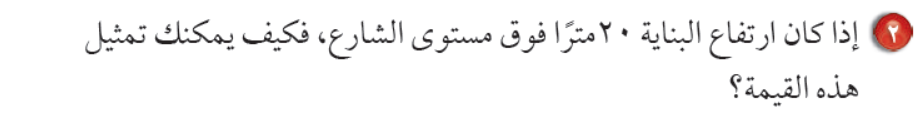 ٢ إذا كان ارتفاع البناية ٢٠ مترًا فوق مستوى الشارع، فكيف يمكنك تمثيل
هذه القيمة؟